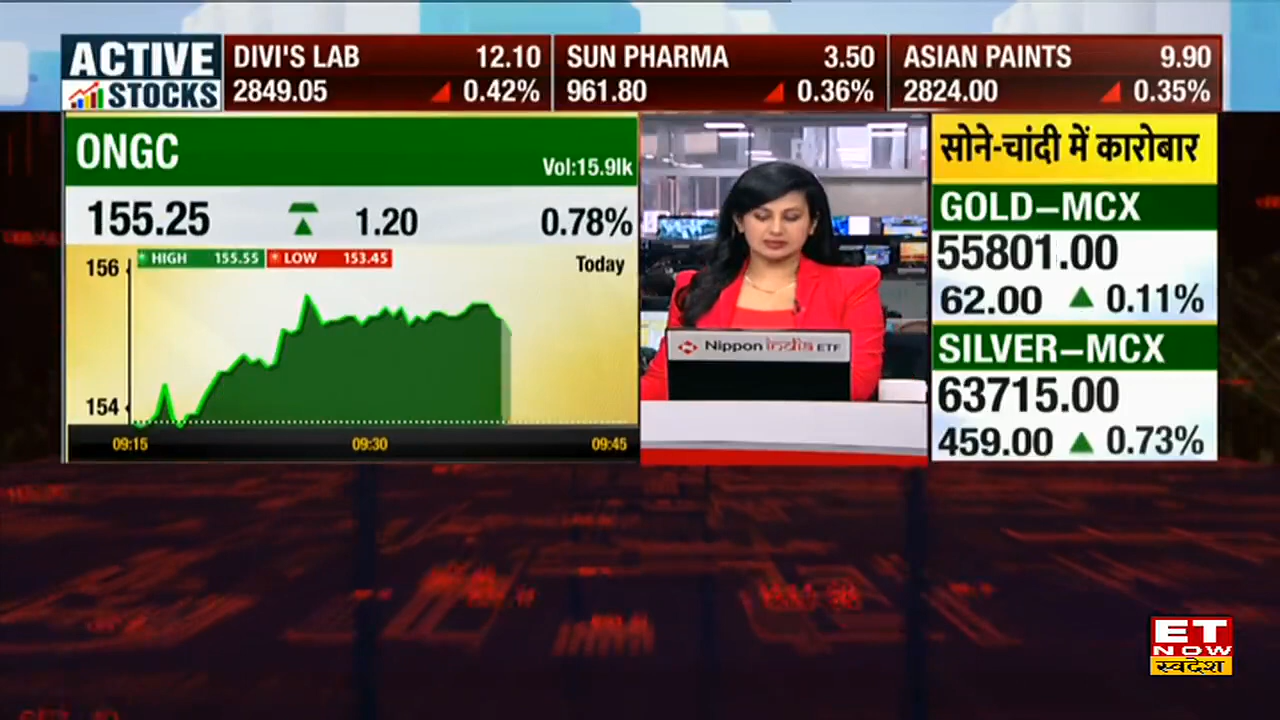 ACTIVE
STOCKS
DIVI'S LAB 12.10
2849.05 0.42%
SUN PHARMA 3.50
961.80 0.36%
ASIAN PAINTS 9.90
2824.00 0.35%
ONGC
Vol:15.9lk
155.25 1.20 0.78%
HIGH 155.55 LOW 153.45
Today
156
154
09:15 09:30 09:45
Nippon india ETF
सोने-चांदी में कारोबार
GOLD–MCX
55801.00
62.00 0.11%
SILVER–MCX
63715.00
459.00 0.73%
ET
NOW
स्वदेश